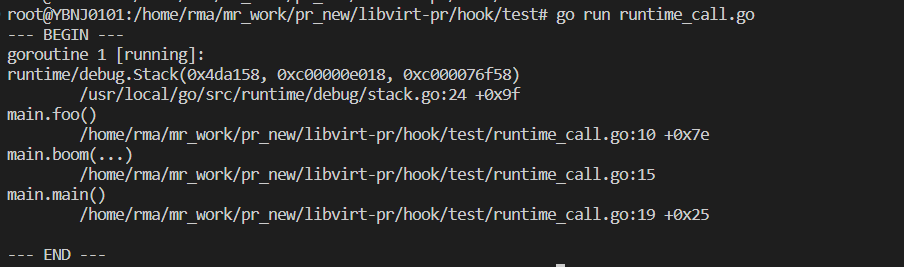 root@YBNJ0101:/home/rma/mr_work/pr_new/libvirt-pr/hook/test# go run runtime_call.go
--- BEGIN ---
goroutine 1 [running]:
runtime/debug.Stack(0x4da158, 0xc00000e018, 0xc000076f58)
        /usr/local/go/src/runtime/debug/stack.go:24 +0x9f
main.foo()
        /home/rma/mr_work/pr_new/libvirt-pr/hook/test/runtime_call.go:10 +0x7e
main.boom(...)
        /home/rma/mr_work/pr_new/libvirt-pr/hook/test/runtime_call.go:15
main.main()
        /home/rma/mr_work/pr_new/libvirt-pr/hook/test/runtime_call.go:19 +0x25
--- END ---